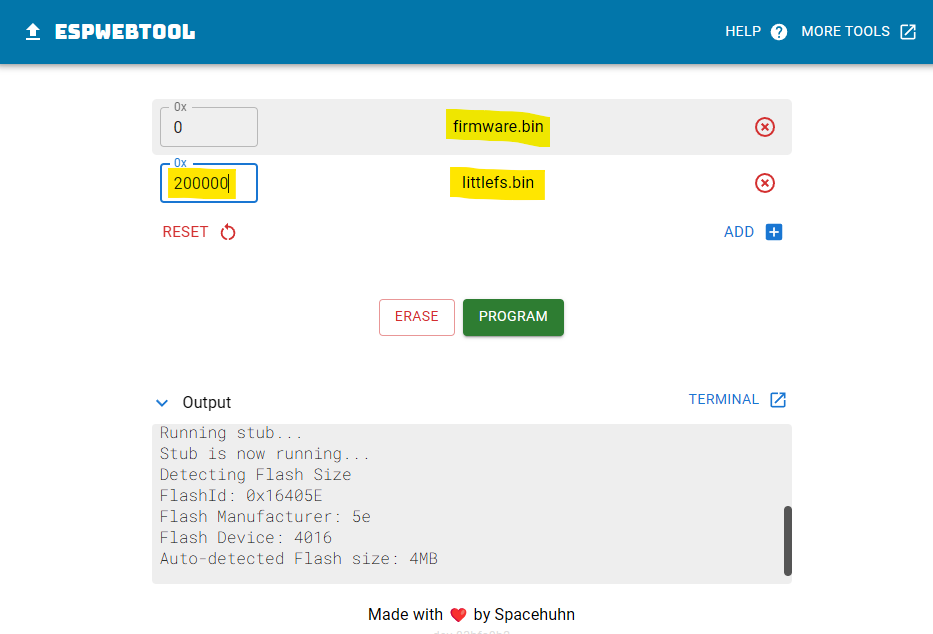 ESPWEBTOOL HELP ? MORE TOOLS
0x
0 firmware.bin
0x
200000 littlefs.bin
RESET ADD
ERASE PROGRAM
Output TERMINAL
Running stub...
Stub is now running...
Detecting Flash Size
FlashId: 0x16405E
Flash Manufacturer: 5e
Flash Device: 4016
Auto-detected Flash size: 4MB
Made with ❤️ by Spacehuhn